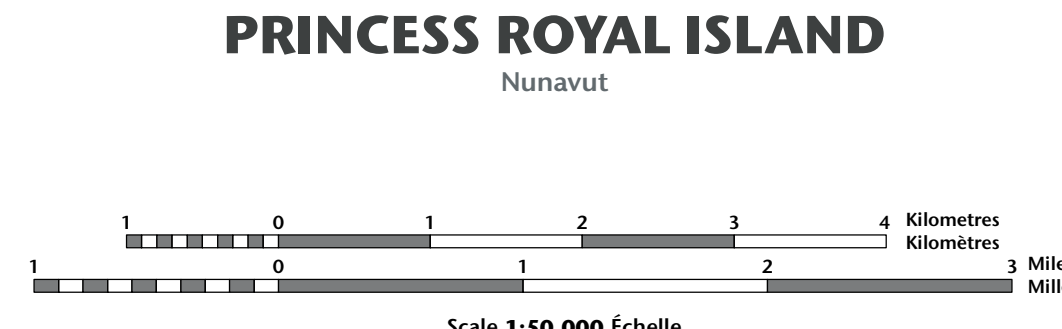 PRINCESS ROYAL ISLAND
Nunavut
1 0 1 2 3 4 Kilometres
Kilomètres
1 0 1 2 3 Mile
Mill
Scale 1:50 000 Échelle